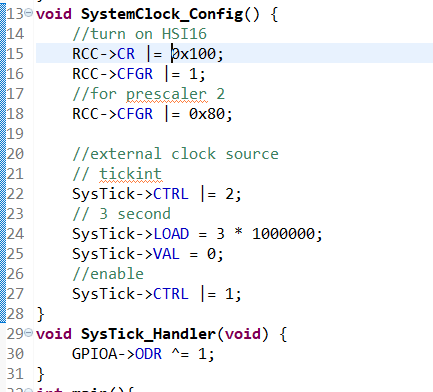 13 void SystemClock_Config() {
14 //turn on HSI16
15 RCC->CR |= 0x100;
16 RCC->CFGR |= 1;
17 //for prescaler 2
18 RCC->CFGR |= 0x80;
19
20 //external clock source
21 // tickint
22 SysTick->CTRL |= 2;
23 // 3 second
24 SysTick->LOAD = 3 * 1000000;
25 SysTick->VAL = 0;
26 //enable
27 SysTick->CTRL |= 1;
28 }
29 void SysTick_Handler(void) {
30 GPIOA->ODR ^= 1;
31 }
32 int main(){